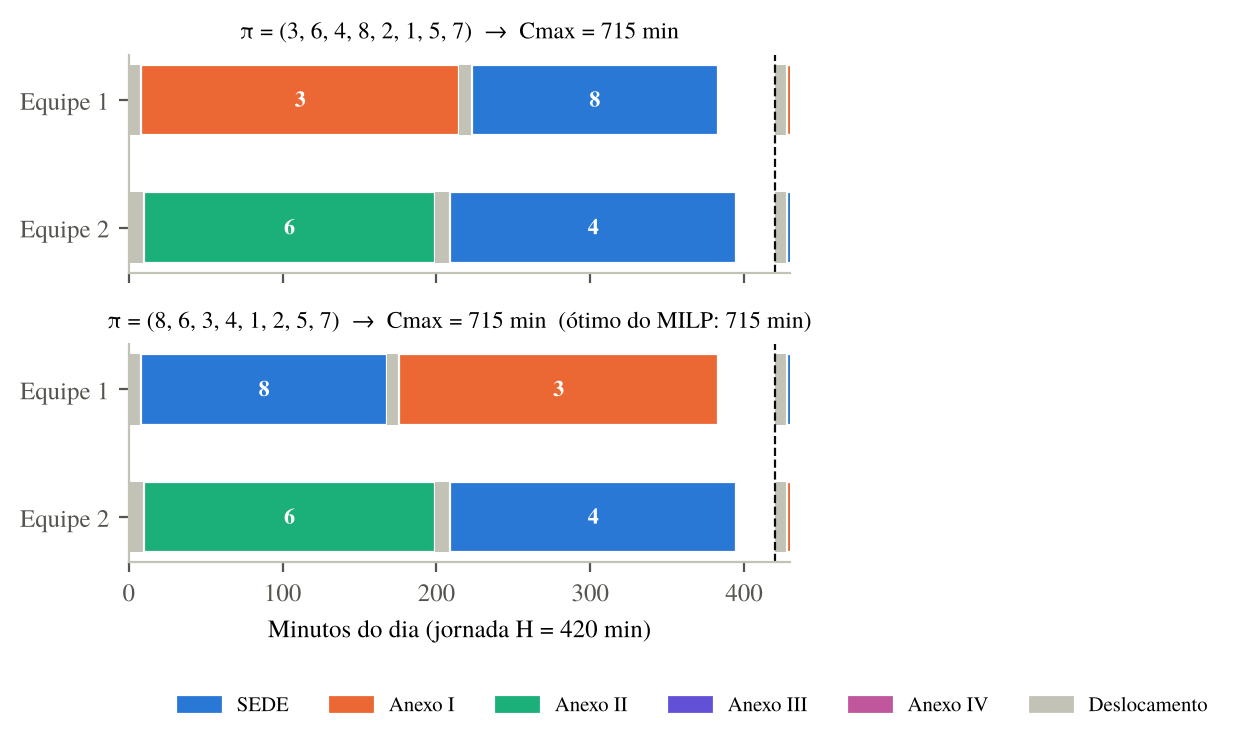 π = (3, 6, 4, 8, 2, 1, 5, 7) → Cmax = 715 min
Equipe 1
3
8
Equipe 2
6
4
π = (8, 6, 3, 4, 1, 2, 5, 7) → Cmax = 715 min (ótimo do MILP: 715 min)
Equipe 1
8
3
Equipe 2
6
4
0 100 200 300 400
Minutos do dia (jornada H = 420 min)
SEDE Anexo I Anexo II Anexo III Anexo IV Deslocamento